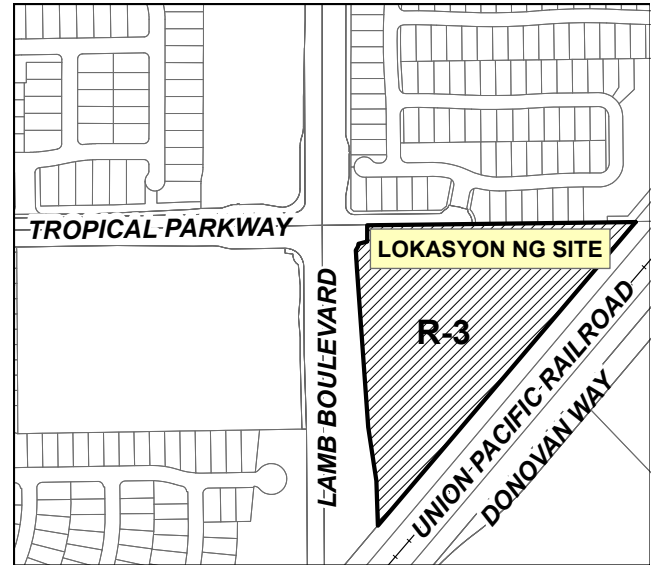 TROPICAL PARKWAY
LOKASYON NG SITE
R-3
LAMB BOULEVARD
UNION PACIFIC RAILROAD
DONOVAN WAY